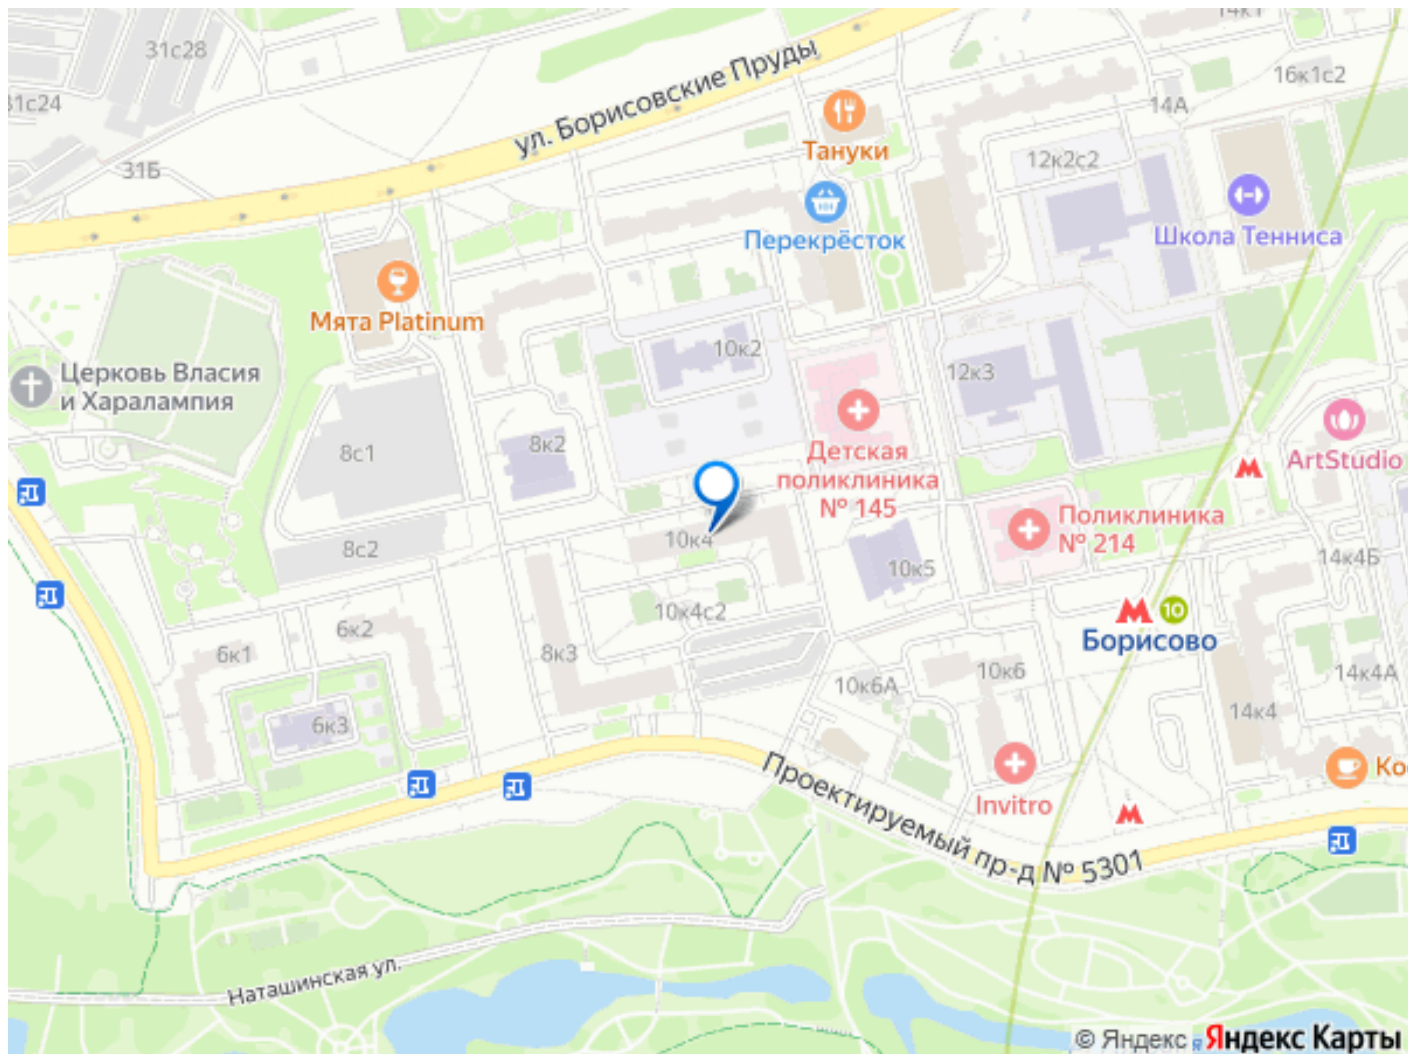 14к1
31с28
16к1с2
31с24
14А
ул. Борисовские Пруды
Тануки
12к2с2
31Б
Перекрёсток
Школа Тенниса
Мята Platinum
10к2
12к3
Церковь Власия
и Харалампия
8к2
8с1
Детская
поликлиника
№ 145
ArtStudio
Поликлиника
№ 214
10к4
8с2
14к4Б
10к5
10к4с2
10
Борисово
6к2
6к1
8к3
10к6
14к4А
10к6А
6к3
14к4
Invitro
Ко
Проектируемый пр-д № 5301
Наташинская ул.
© Яндекс
Яндекс Карты